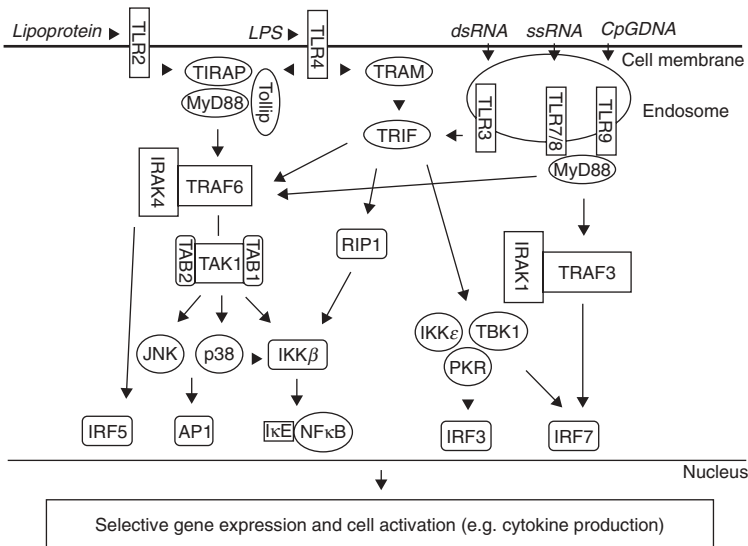 Lipoprotein
LPS
dsRNA
ssRNA
CpGDNA
TLR2
TLR4
Cell membrane
TIRAP
MyD88
Tollip
TRAM
TRIF
TLR3
TLR7/8
TLR9
Endosome
MyD88
IRAK4
TRAF6
TAB2
TAK1
TAB1
RIP1
IRAK1
TRAF3
JNK
p38
IKKβ
IKKε
TBK1
PKR
IRF5
AP1
IκE
NFκB
IRF3
IRF7
Nucleus
Selective gene expression and cell activation (e.g. cytokine production)